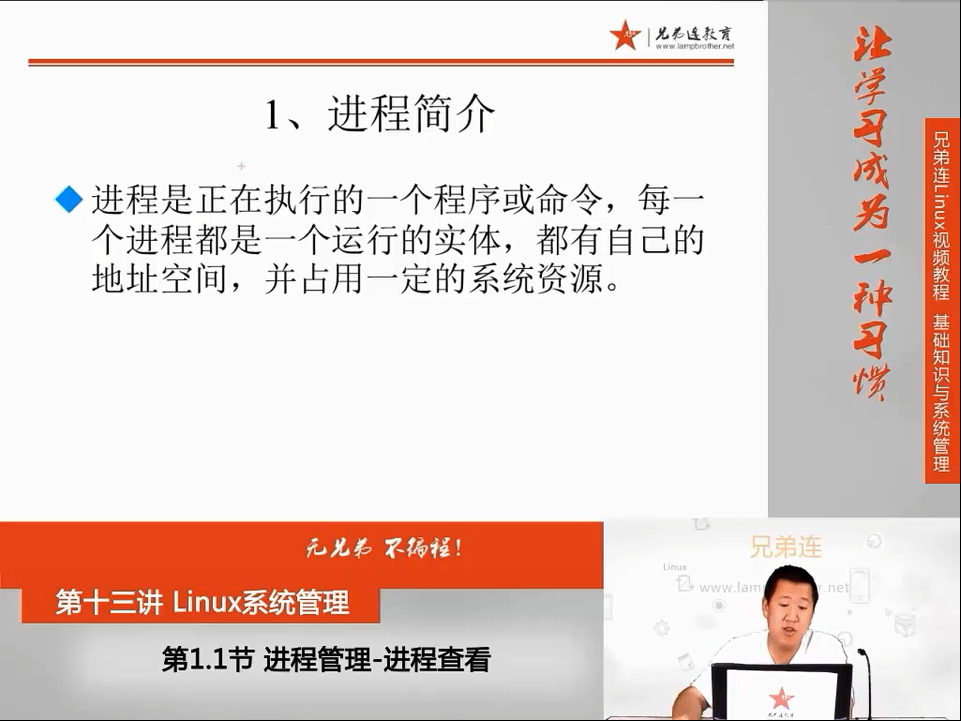 兄弟连教育
www.lampbrother.net
1、进程简介
进程是正在执行的一个程序或命令，每一
个进程都是一个运行的实体，都有自己的
地址空间，并占用一定的系统资源。
让学习成为一种习惯
兄弟连Linux视频教程 基础知识与系统管理
无兄弟 不编程！
第十三讲 Linux系统管理
第1.1节 进程管理-进程查看
兄弟连
Linux
www.lam her.net